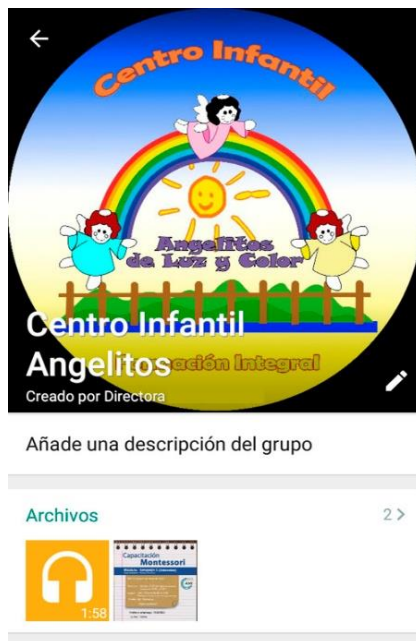 Centro Infantil
Angelitos
de Luz y Color
Formación Integral
Centro Infantil
Angelitos
Creado por Directora
Añade una descripción del grupo
Archivos
2 >
1:58
Capacitación
Montessori